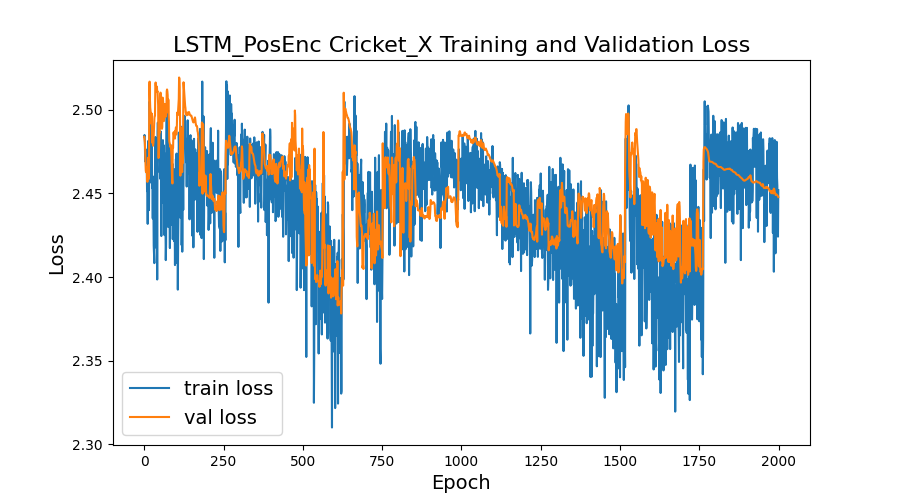 LSTM_PosEnc Cricket_X Training and Validation Loss
2.50
2.45
2.40
2.35
2.30
Loss
train loss
val loss
0 250 500 750 1000 1250 1500 1750 2000
Epoch